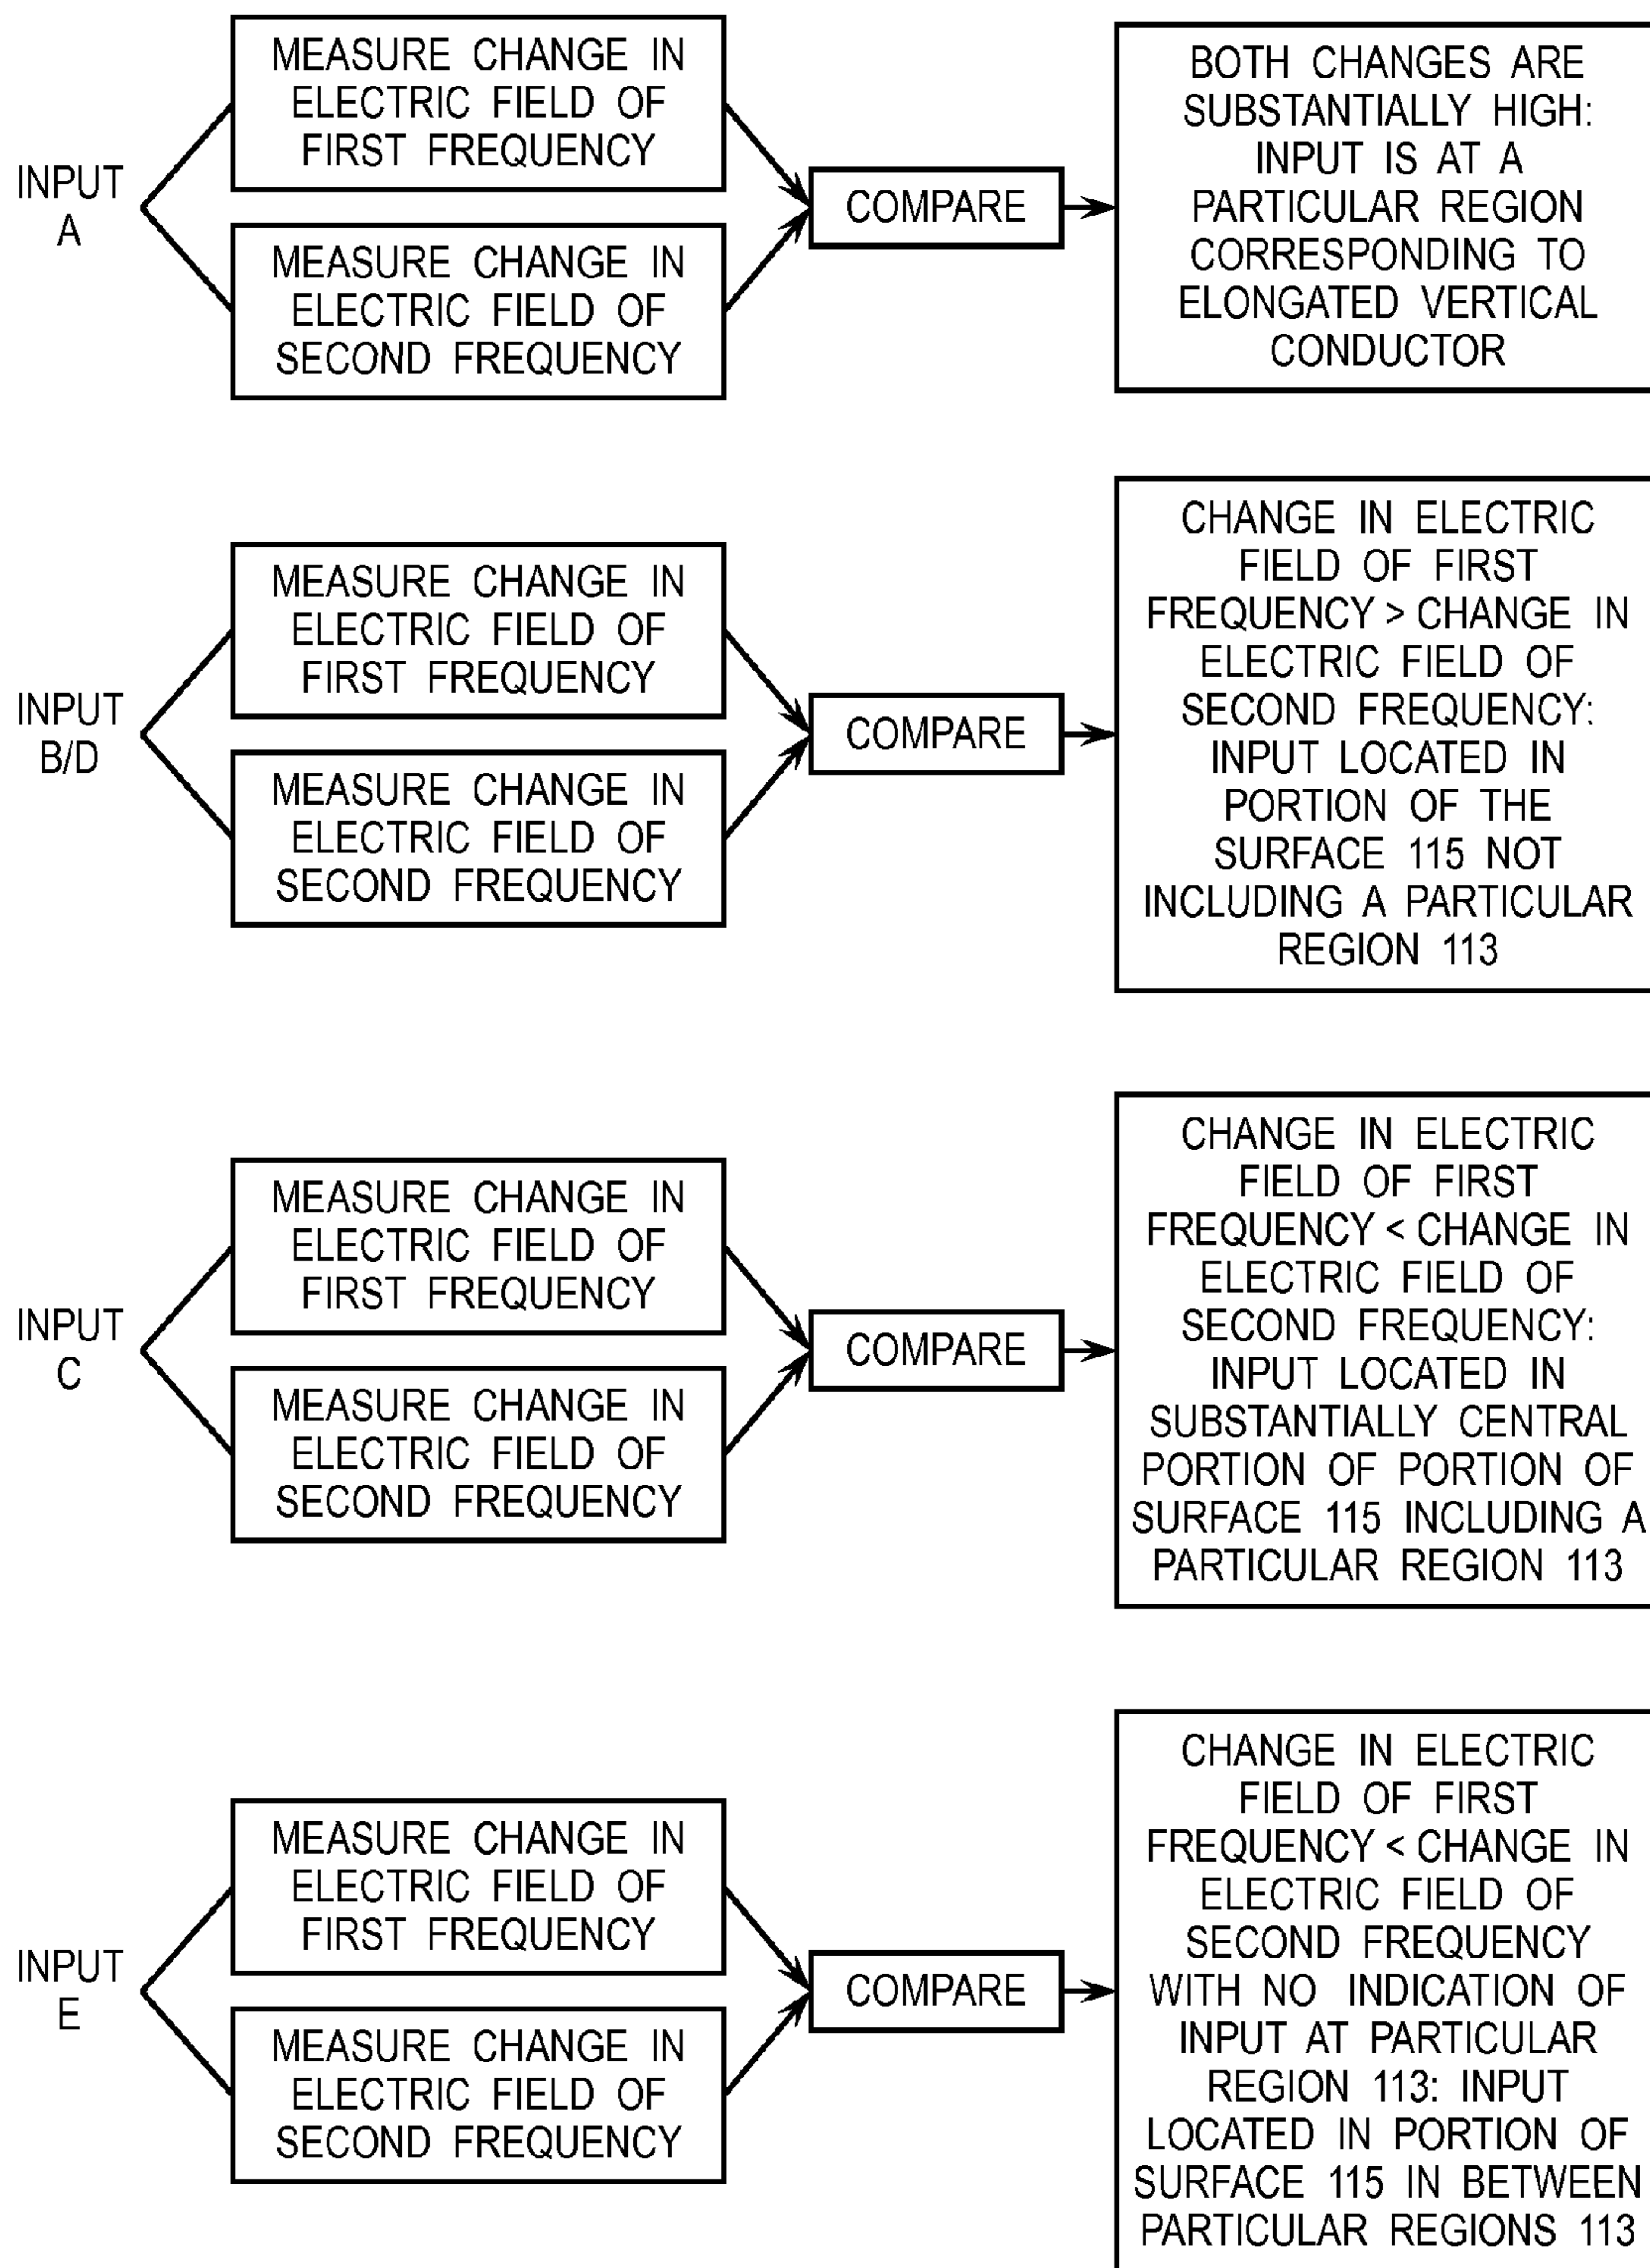 INPUT
A
MEASURE CHANGE IN
ELECTRIC FIELD OF
FIRST FREQUENCY
MEASURE CHANGE IN
ELECTRIC FIELD OF
SECOND FREQUENCY
COMPARE
BOTH CHANGES ARE
SUBSTANTIALLY HIGH:
INPUT IS AT A
PARTICULAR REGION
CORRESPONDING TO
ELONGATED VERTICAL
CONDUCTOR
INPUT
B/D
MEASURE CHANGE IN
ELECTRIC FIELD OF
FIRST FREQUENCY
MEASURE CHANGE IN
ELECTRIC FIELD OF
SECOND FREQUENCY
COMPARE
CHANGE IN ELECTRIC
FIELD OF FIRST
FREQUENCY > CHANGE IN
ELECTRIC FIELD OF
SECOND FREQUENCY:
INPUT LOCATED IN
PORTION OF THE
SURFACE 115 NOT
INCLUDING A PARTICULAR
REGION 113
INPUT
C
MEASURE CHANGE IN
ELECTRIC FIELD OF
FIRST FREQUENCY
MEASURE CHANGE IN
ELECTRIC FIELD OF
SECOND FREQUENCY
COMPARE
CHANGE IN ELECTRIC
FIELD OF FIRST
FREQUENCY < CHANGE IN
ELECTRIC FIELD OF
SECOND FREQUENCY:
INPUT LOCATED IN
SUBSTANTIALLY CENTRAL
PORTION OF PORTION OF
SURFACE 115 INCLUDING A
PARTICULAR REGION 113
INPUT
E
MEASURE CHANGE IN
ELECTRIC FIELD OF
FIRST FREQUENCY
MEASURE CHANGE IN
ELECTRIC FIELD OF
SECOND FREQUENCY
COMPARE
CHANGE IN ELECTRIC
FIELD OF FIRST
FREQUENCY < CHANGE IN
ELECTRIC FIELD OF
SECOND FREQUENCY
WITH NO INDICATION OF
INPUT AT PARTICULAR
REGION 113: INPUT
LOCATED IN PORTION OF
SURFACE 115 IN BETWEEN
PARTICULAR REGIONS 113